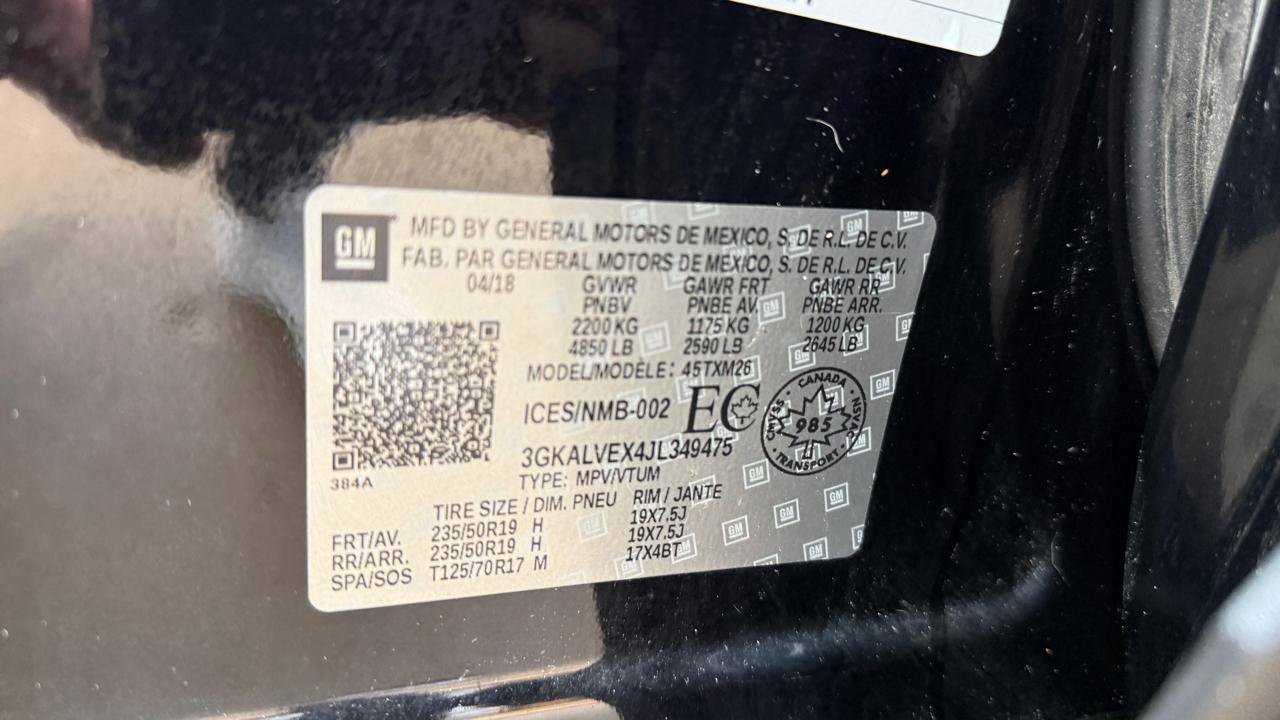 GM
MFD BY GENERAL MOTORS DE MEXICO, S. DE R.L. DE C.V.
FAB. PAR GENERAL MOTORS DE MEXICO, S. DE R.L. DE C.V.
04/18 GVWR GAWR FRT GAWR RR
PNBV PNBE AV. PNBE ARR.
2200 KG 1175 KG 1200 KG
4850 LB 2590 LB 2645 LB
MODEL/MODÈLE: 45TXM26
ICES/NMB-002 EC
CANADA
CMVSS 985 NSVAC
TRANSPORT
3GKALVEX4JL349475
384A
TYPE: MPV/VTUM
TIRE SIZE / DIM. PNEU RIM / JANTE
FRT/AV. 235/50R19 H 19X7.5J
RR/ARR. 235/50R19 H 19X7.5J
SPA/SOS T125/70R17 M 17X4BT